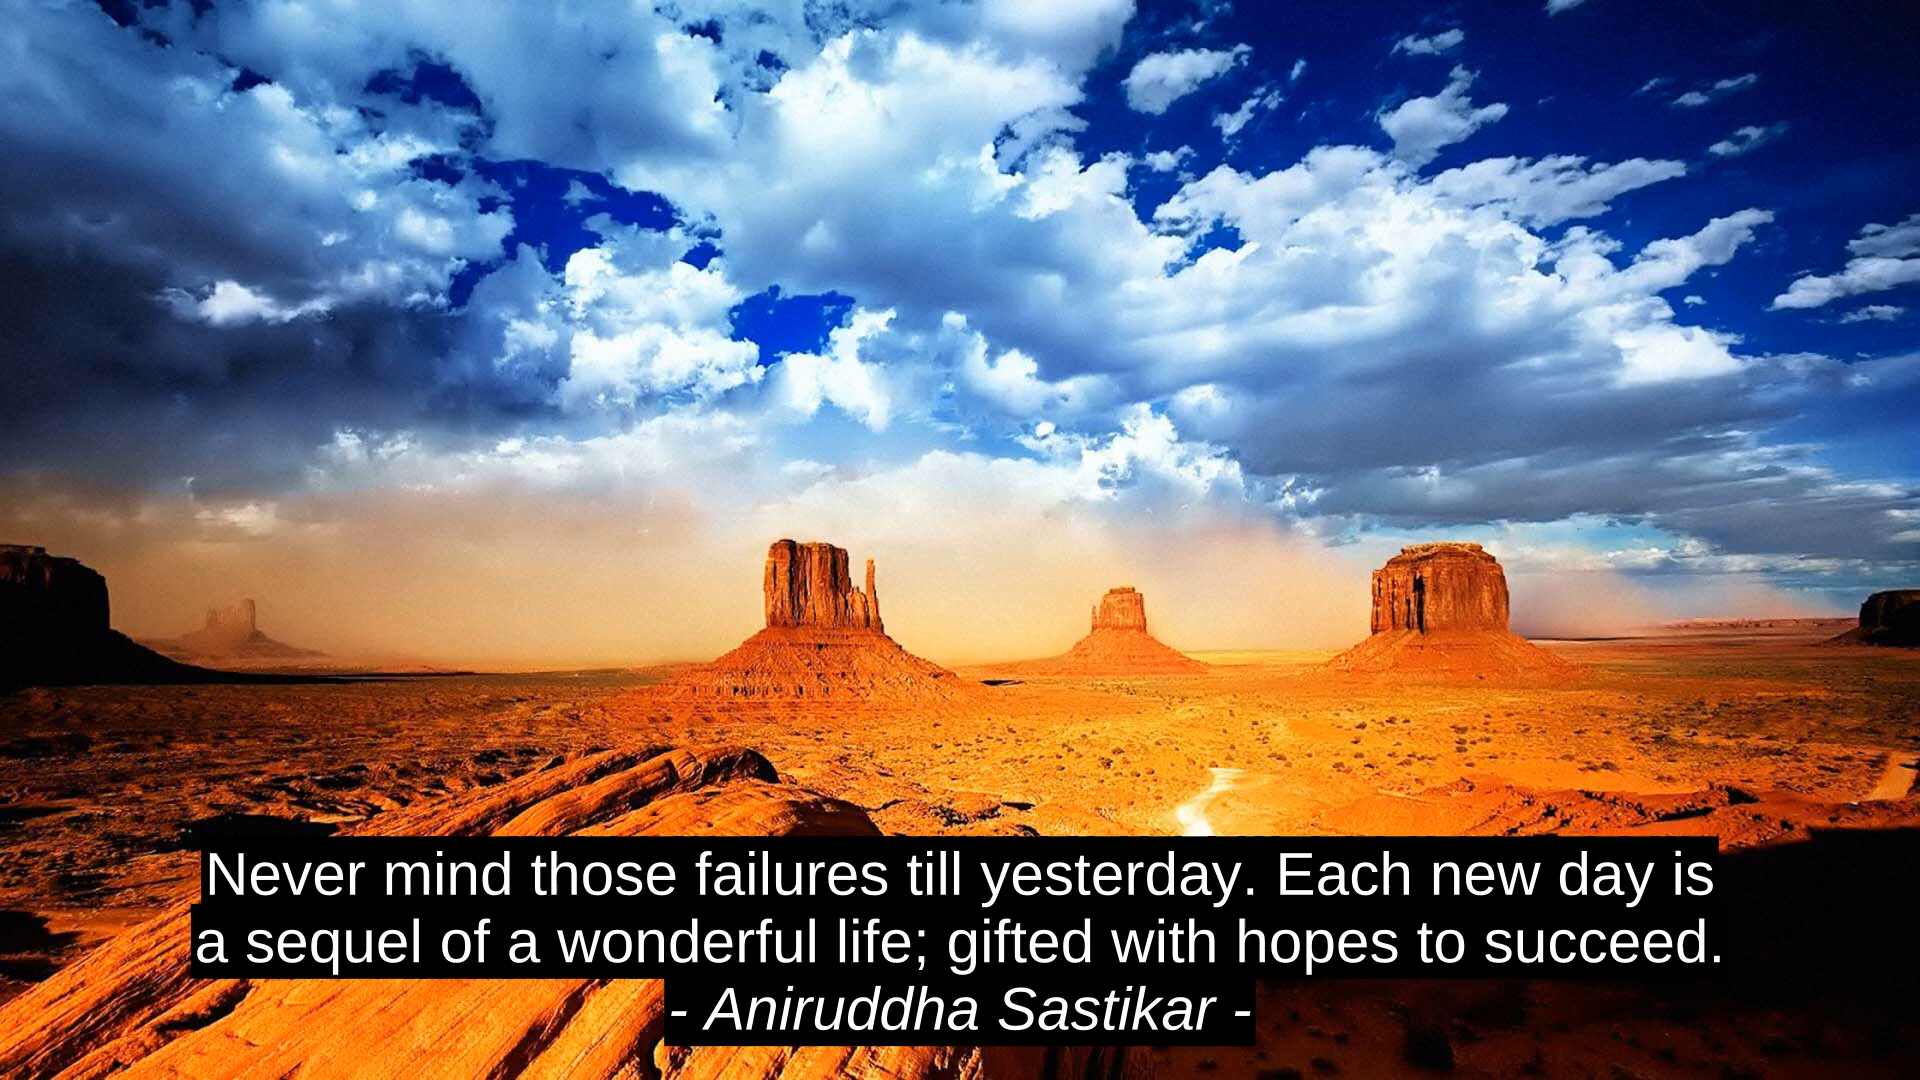 Never mind those failures till yesterday. Each new day is
a sequel of a wonderful life; gifted with hopes to succeed.
- Aniruddha Sastikar -